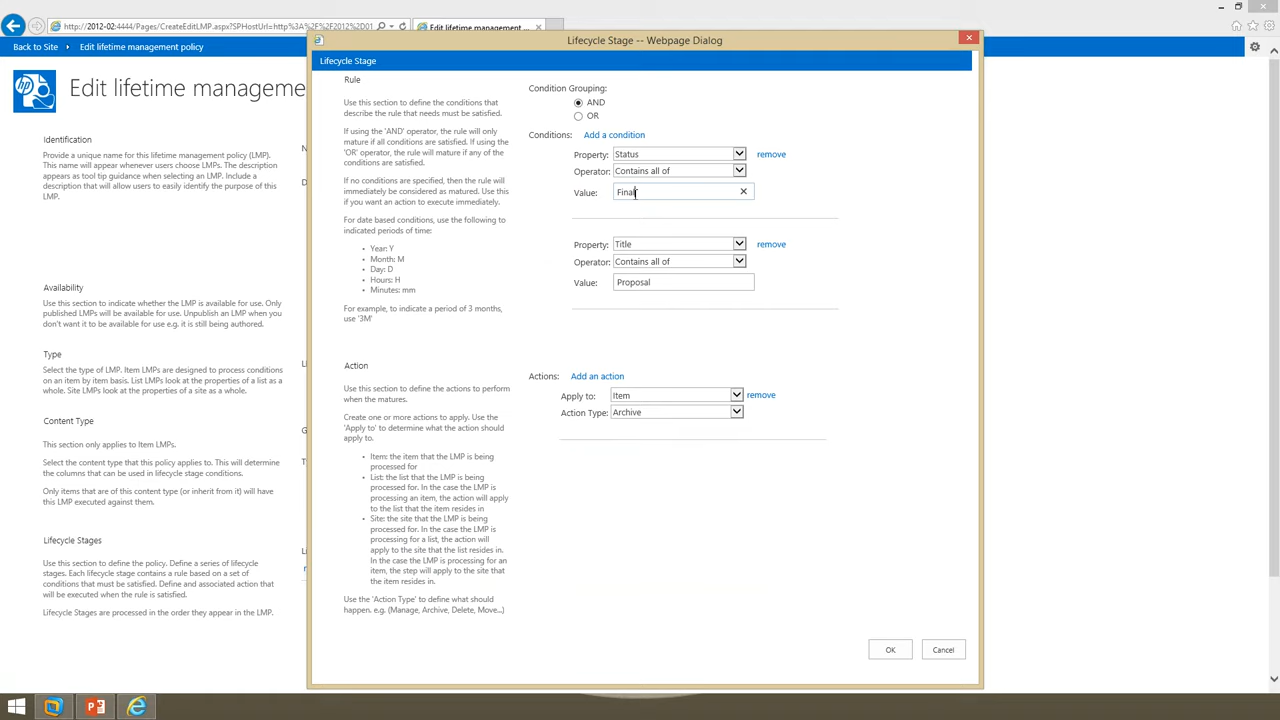 http://2012-02:4444/Pages/CreateEditLMP.aspx?SPHostUrl=http%3A%2F%2F2012%2D01
Edit lifetime management ...
Back to Site
Edit lifetime management policy
hp
Edit lifetime manageme
Identification
Provide a unique name for this lifetime management policy (LMP).
This name will appear whenever users choose LMPs. The description
appears as tool tip guidance when selecting an LMP. Include a
description that will allow users to easily identify the purpose of this
LMP.
Availability
Use this section to indicate whether the LMP is available for use. Only
published LMPs will be available for use. Unpublish an LMP when you
don't want it to be available for use e.g. it is still being authored.
Type
Select the type of LMP. Item LMPs are designed to process conditions
on an item by item basis. List LMPs look at the properties of a list as a
whole. Site LMPs look at the properties of a site as a whole.
Content Type
This section only applies to Item LMPs.
Select the content type that this policy applies to. This will determine
the columns that can be used in lifecycle stage conditions.
Only items that are of this content type (or inherit from it) will have
this LMP executed against them.
Lifecycle Stages
Use this section to define the policy. Define a series of lifecycle
stages. Each lifecycle stage contains a rule based on a set of
conditions that must be satisfied. Define and associated action that
will be executed when the rule is satisfied.
Lifecycle Stages are processed in the order they appear in the LMP.
Lifecycle Stage -- Webpage Dialog
Lifecycle Stage
Rule
Use this section to define the conditions that
describe the rule that needs must be satisfied.
If using the 'AND' operator, the rule will only
mature if all conditions are satisfied. If using the
'OR' operator, the rule will mature if any of the
conditions are satisfied.
If no conditions are specified, then the rule will
immediately be considered as matured. Use this
if you want an action to execute immediately.
For date based conditions, use the following to
indicated periods of time:
• Year: Y
• Month: M
• Day: D
• Hours: H
• Minutes: mm
For example, to indicate a period of 3 months,
use '3M'
Condition Grouping:
AND
OR
Conditions: Add a condition
Property: Status remove
Operator: Contains all of
Value: Final
Property: Title remove
Operator: Contains all of
Value: Proposal
Action
Use this section to define the actions to perform
when the matures.
Create one or more actions to apply. Use the
'Apply to' to determine what the action should
apply to.
• Item: the item that the LMP is being
processed for
• List: the list that the LMP is being
processed for. In the case the LMP is
processing an item, the action will apply
to the list that the item resides in
• Site: the site that the LMP is being
processed for. In the case the LMP is
processing for a list, the action will
apply to the site that the list resides in.
In the case the LMP is processing for an
item, the step will apply to the site that
the item resides in.
Use the 'Action Type' to define what should
happen. e.g. (Manage, Archive, Delete, Move...)
Actions: Add an action
Apply to: Item remove
Action Type: Archive
OK
Cancel